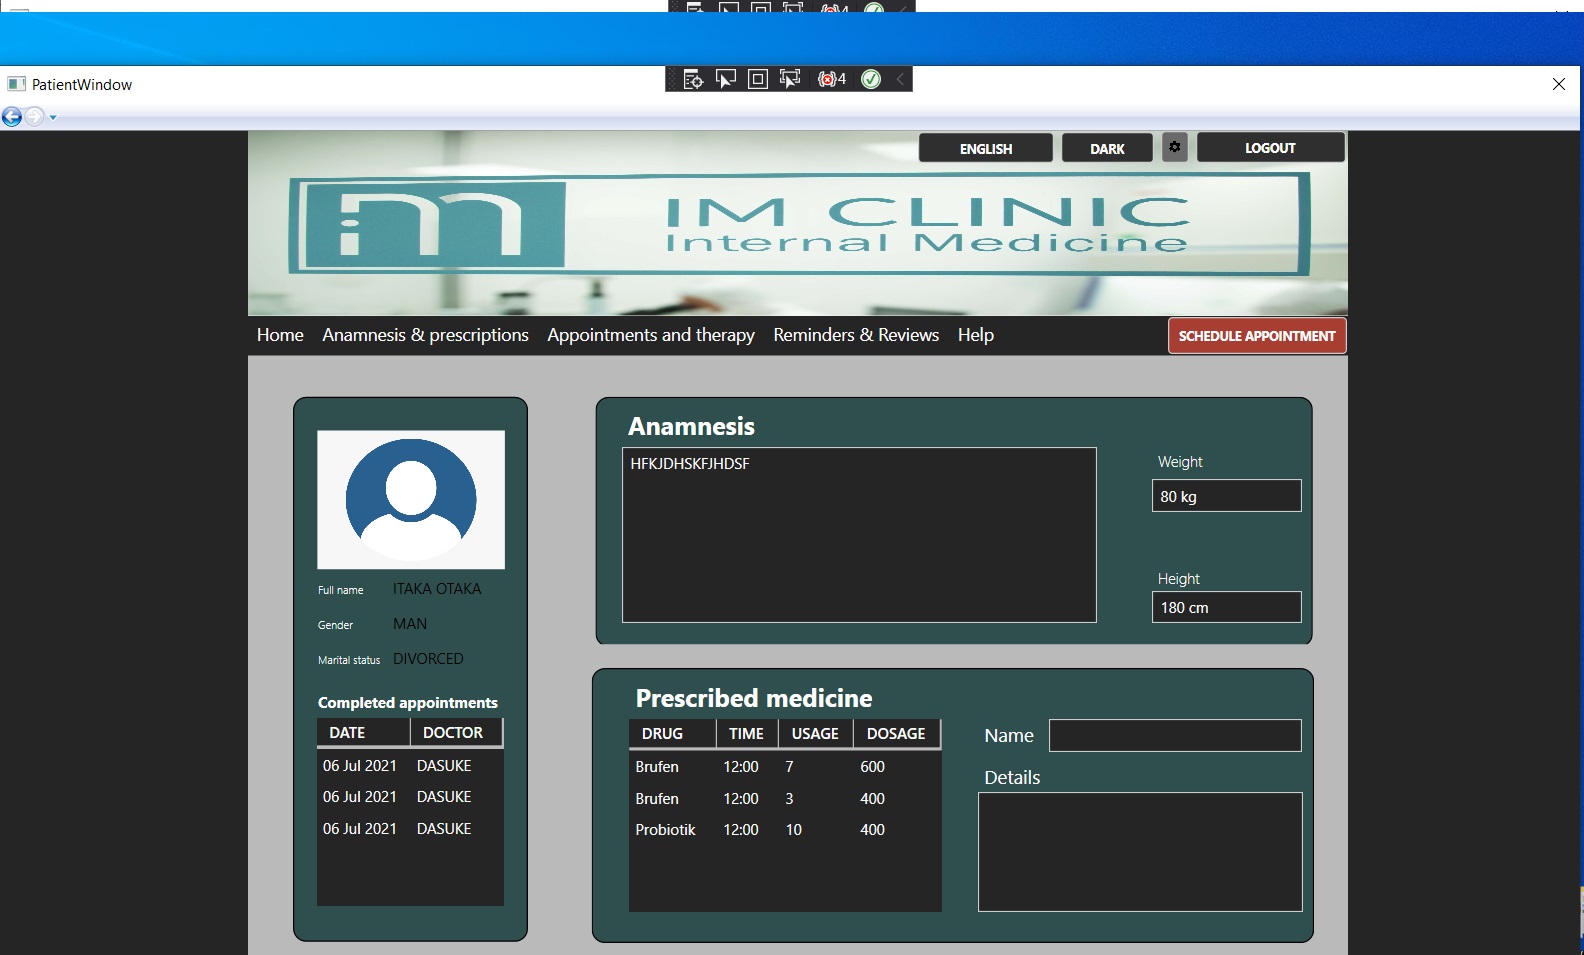 4
PatientWindow
4
ENGLISH DARK LOGOUT
im IM CLINIC
Internal Medicine
Home Anamnesis & prescriptions Appointments and therapy Reminders & Reviews Help SCHEDULE APPOINTMENT
Full name ITAKA OTAKA
Gender MAN
Marital status DIVORCED
Completed appointments
DATE DOCTOR
06 Jul 2021 DASUKE
06 Jul 2021 DASUKE
06 Jul 2021 DASUKE
Anamnesis
HFKJDHSKFJHDSF
Weight
80 kg
Height
180 cm
Prescribed medicine
DRUG TIME USAGE DOSAGE
Brufen 12:00 7 600
Brufen 12:00 3 400
Probiotik 12:00 10 400
Name
Details